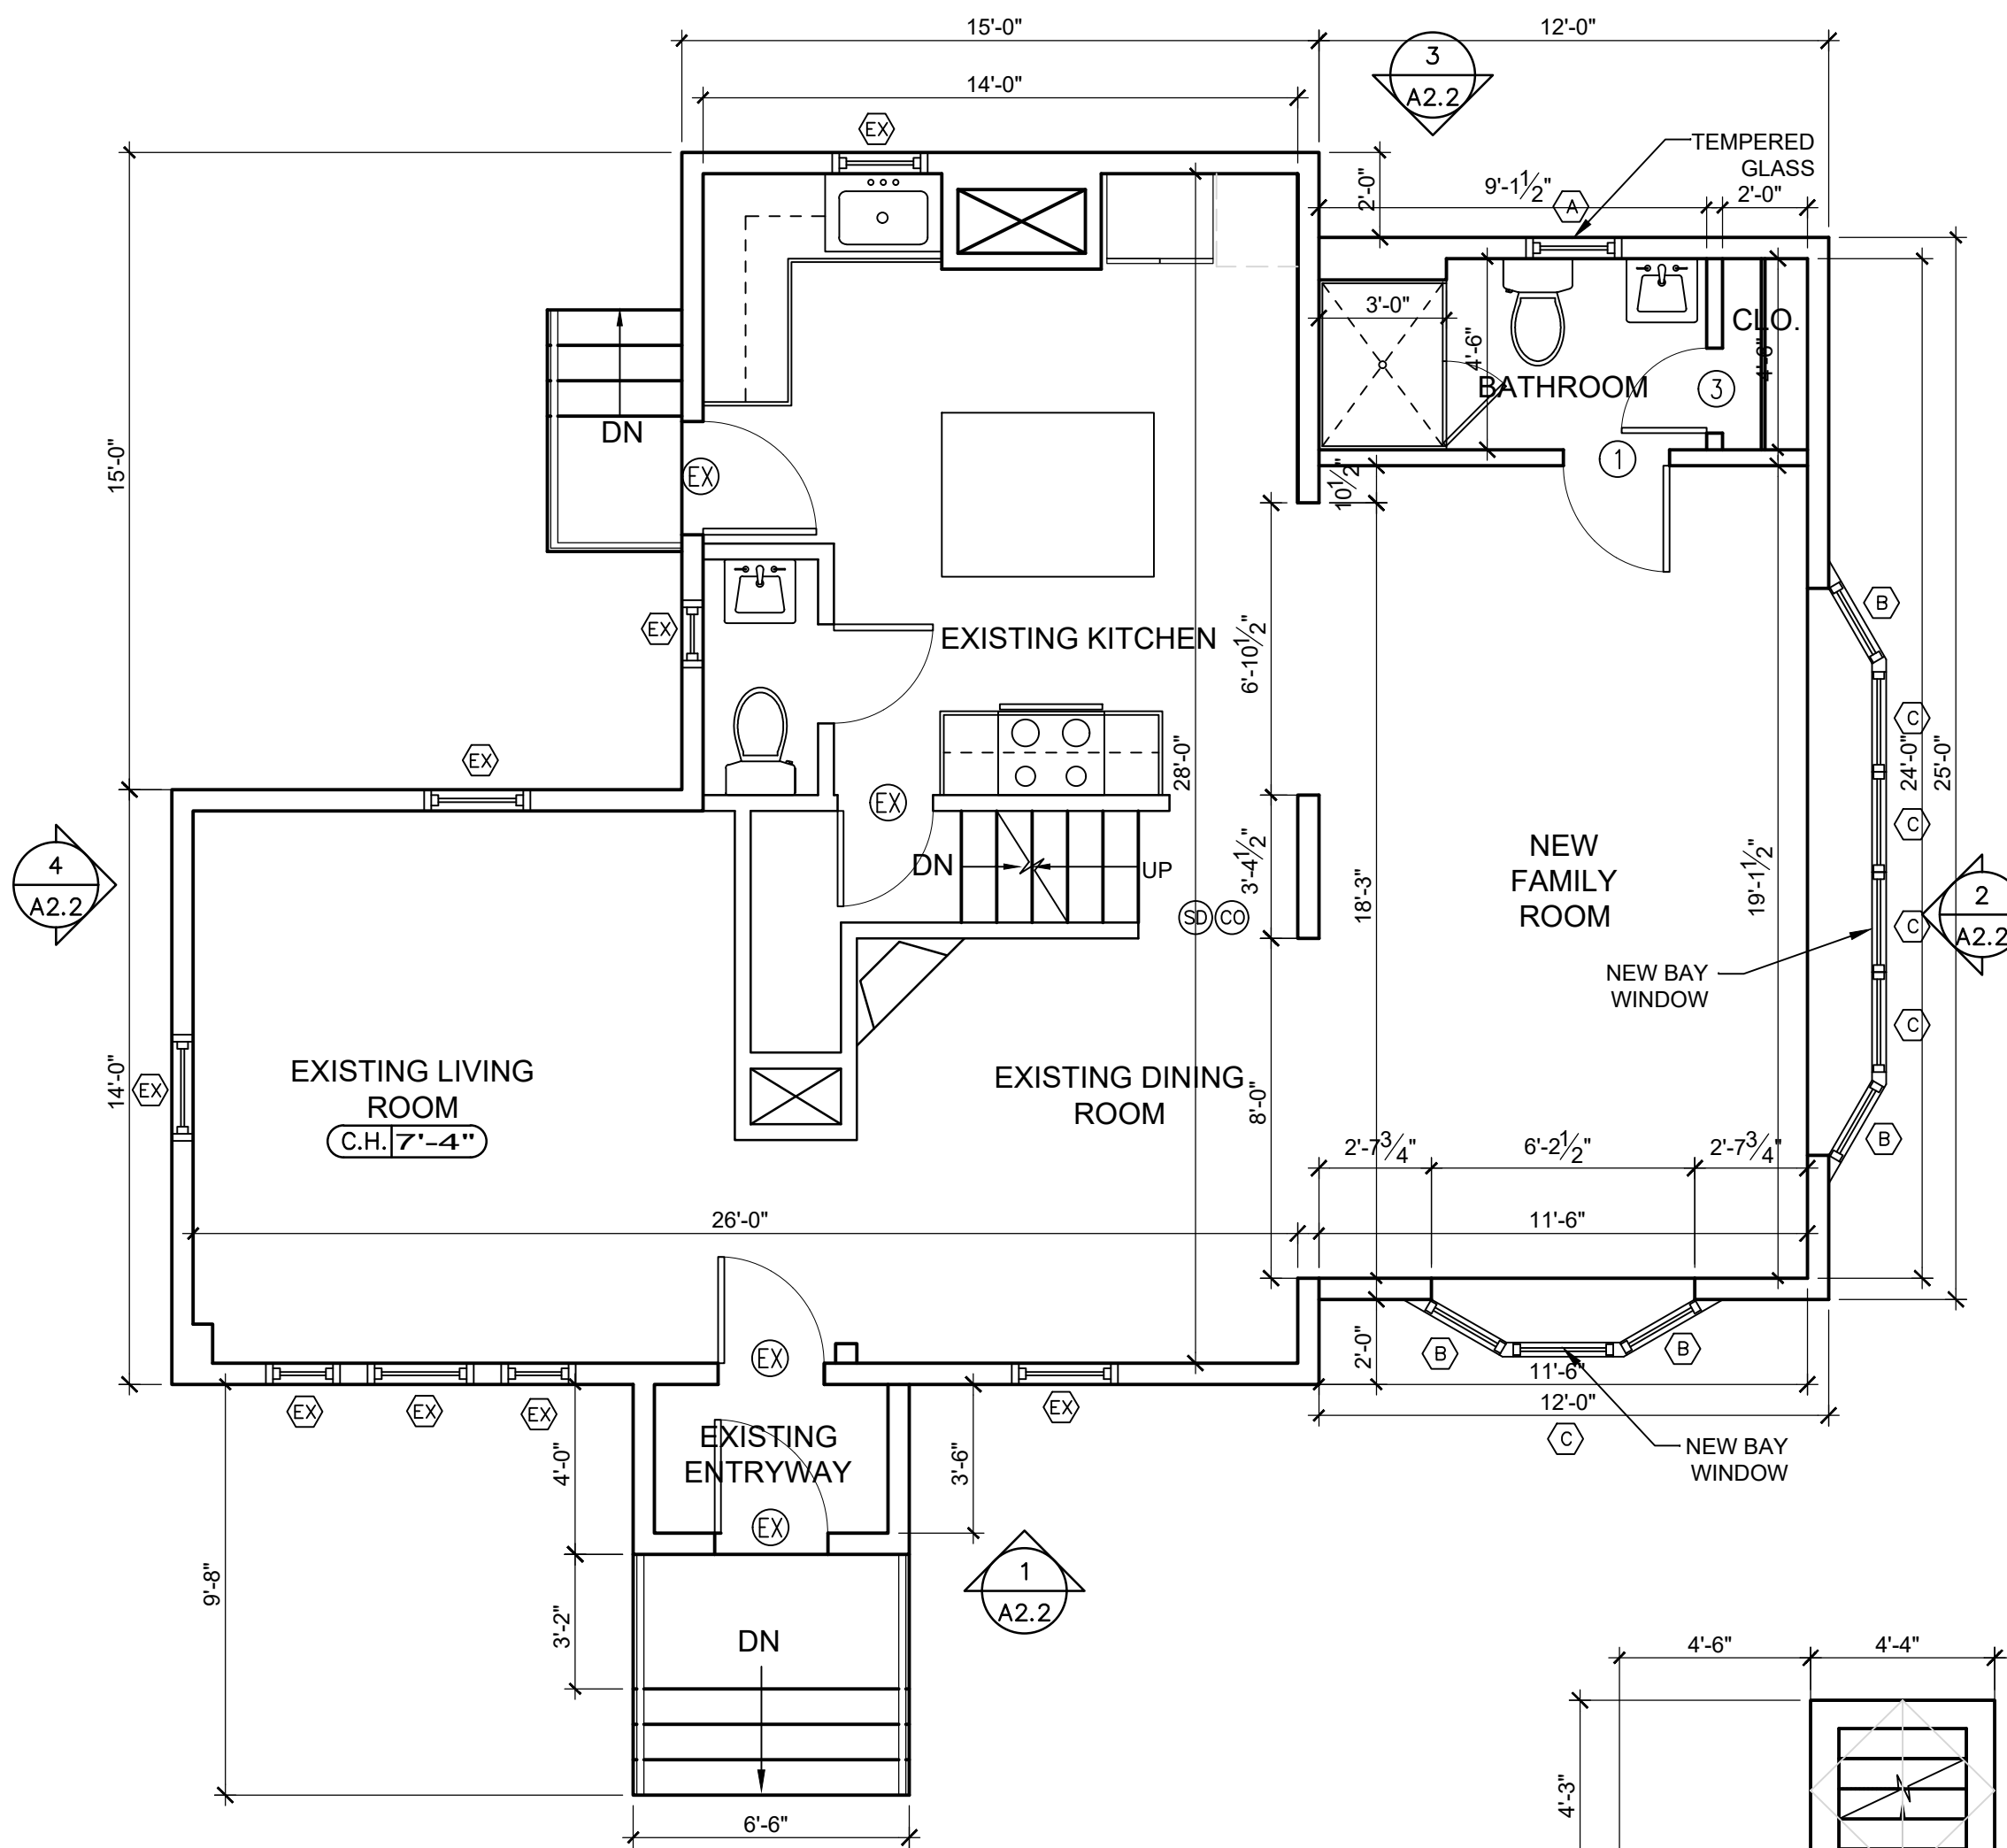 15'-0"
12'-0"
14'-0"
3
A2.2
EX
TEMPERED
GLASS
2'-0"
9'-1 1/2"
A
2'-0"
3'-0"
CLO.
4'-6"
BATHROOM
3
DN
15'-0"
EX
1
10 1/2"
B
EX
EXISTING KITCHEN
6'-10 1/2"
C
24'-0"
25'-0"
28'-0"
EX
EX
C
4
A2.2
DN
UP
3'-4 1/2"
18'-3"
NEW
FAMILY
ROOM
19'-1 1/2"
SD
CO
C
2
A2.2
NEW BAY
WINDOW
C
14'-0"
EX
EXISTING LIVING
ROOM
C.H. 7'-4"
EXISTING DINING
ROOM
8'-0"
B
2'-7 3/4"
6'-2 1/2"
2'-7 3/4"
26'-0"
11'-6"
2'-0"
EX
B
B
11'-6"
12'-0"
EX
EX
EX
EX
C
NEW BAY
WINDOW
EXISTING
ENTRYWAY
4'-0"
3'-6"
EX
1
A2.2
9'-8"
3'-2"
DN
6'-6"
4'-6"
4'-4"
4'-3"